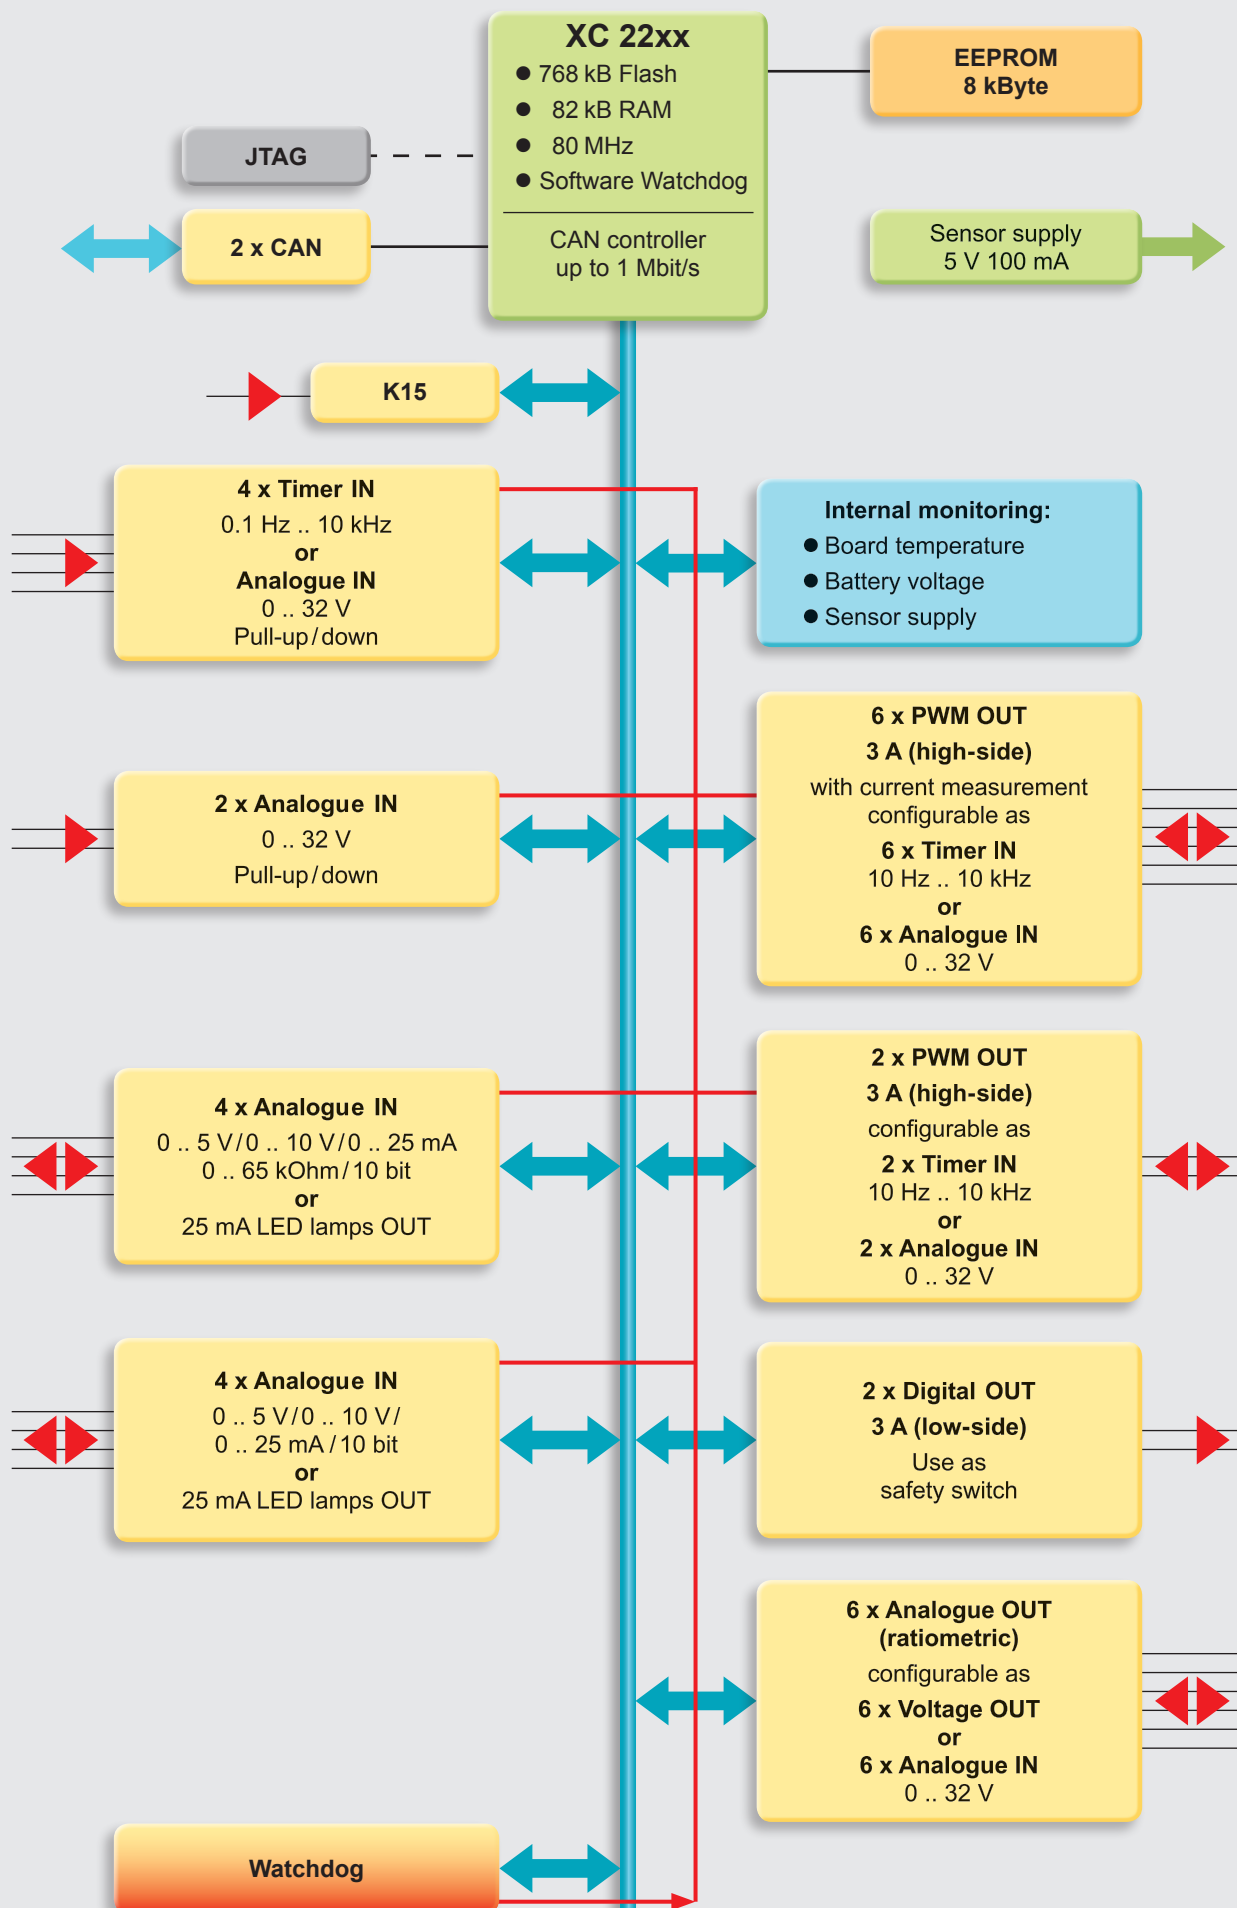 XC 22xx
● 768 kB Flash
● 82 kB RAM
● 80 MHz
● Software Watchdog
CAN controller
up to 1 Mbit/s
EEPROM
8 kByte
JTAG
2 x CAN
Sensor supply
5 V 100 mA
K15
4 x Timer IN
0.1 Hz .. 10 kHz
or
Analogue IN
0 .. 32 V
Pull-up/down
Internal monitoring:
● Board temperature
● Battery voltage
● Sensor supply
2 x Analogue IN
0 .. 32 V
Pull-up/down
6 x PWM OUT
3 A (high-side)
with current measurement
configurable as
6 x Timer IN
10 Hz .. 10 kHz
or
6 x Analogue IN
0 .. 32 V
4 x Analogue IN
0 .. 5 V/0 .. 10 V/0 .. 25 mA
0 .. 65 kOhm/10 bit
or
25 mA LED lamps OUT
2 x PWM OUT
3 A (high-side)
configurable as
2 x Timer IN
10 Hz .. 10 kHz
or
2 x Analogue IN
0 .. 32 V
4 x Analogue IN
0 .. 5 V/0 .. 10 V/
0 .. 25 mA/10 bit
or
25 mA LED lamps OUT
2 x Digital OUT
3 A (low-side)
Use as
safety switch
6 x Analogue OUT
(ratiometric)
configurable as
6 x Voltage OUT
or
6 x Analogue IN
0 .. 32 V
Watchdog